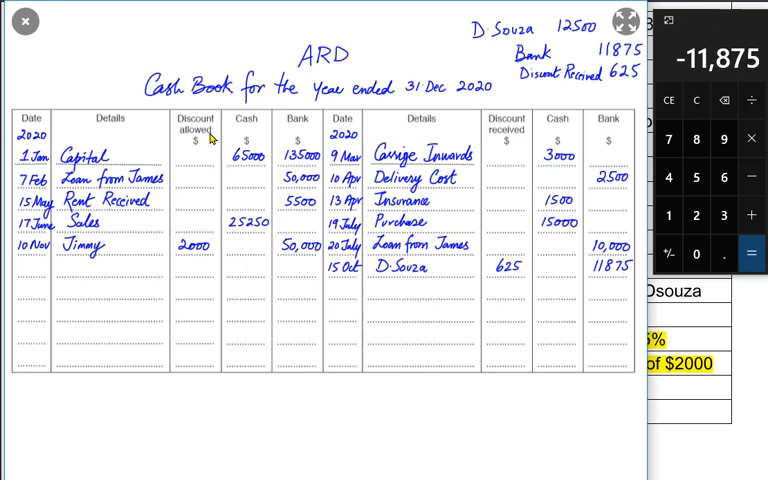 D. Souza 12500
Bank 11875
Discount Received 625
ARD
Cash Book for the Year ended 31 Dec 2020
Date Details Discount allowed $ Cash $ Bank $ Date Details Discount received $ Cash $ Bank $
2020 2020
1 Jan Capital 65000 135000 9 Mar Carrige Inwards 3000
7 Feb Loan from James 50,000 10 Apr Delivery Cost 2500
15 May Rent Received 5500 13 Apr Insurance 1500
17 June Sales 25250 19 July Purchase 15000
10 Nov Jimmy 2000 50,000 20 July Loan from James 10,000
15 Oct D. Souza 625 11875
-11,875
CE C ⌫ ÷
7 8 9 ×
4 5 6 −
1 2 3 +
+/− 0 . =
Dsouza
5%
of $2000